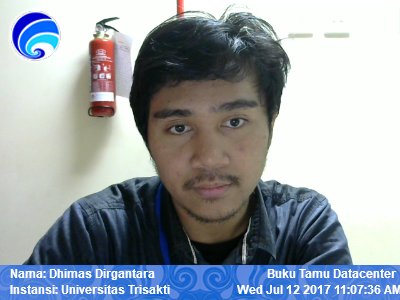 Nama: Dhimas Dirgantara Buku Tamu Datacenter
Instansi: Universitas Trisakti Wed Jul 12 2017 11:07:36 AM